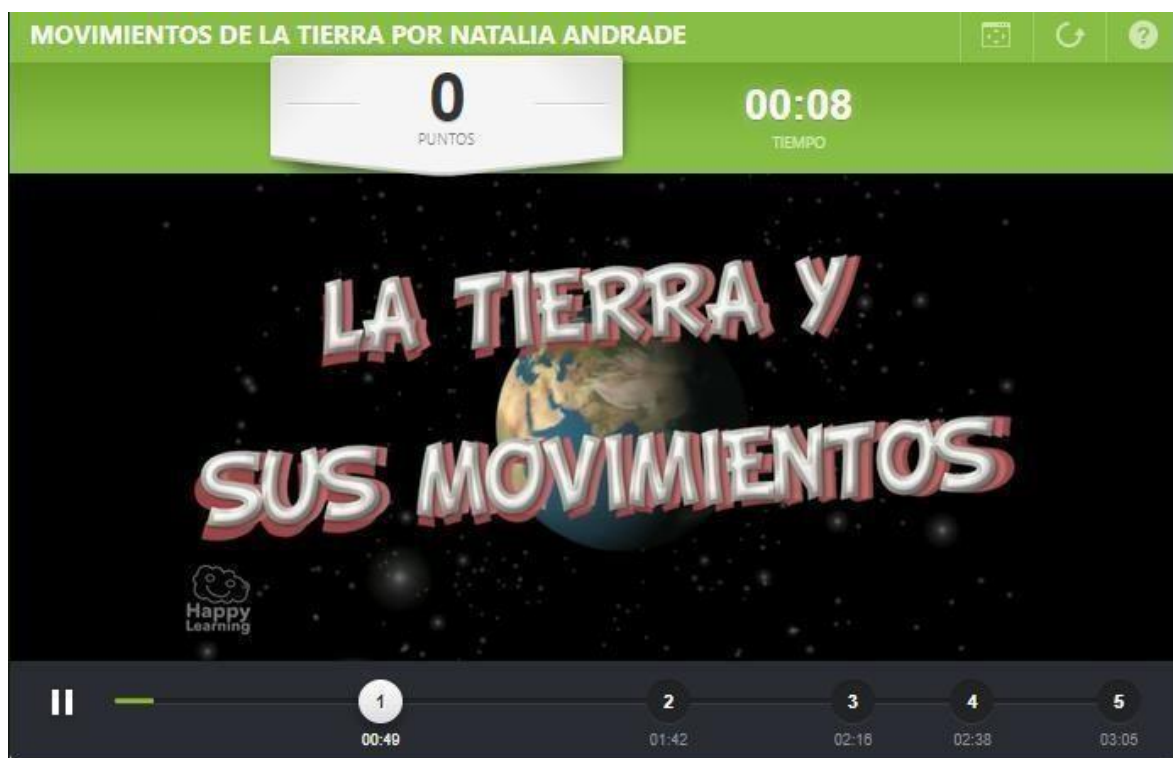 MOVIMIENTOS DE LA TIERRA POR NATALIA ANDRADE
?
0
PUNTOS
00:08
TIEMPO
LA TIERRA Y
SUS MOVIMIENTOS
Happy
Learning
1
2
3
4
5
00:49
01:42
02:16
02:38
03:05